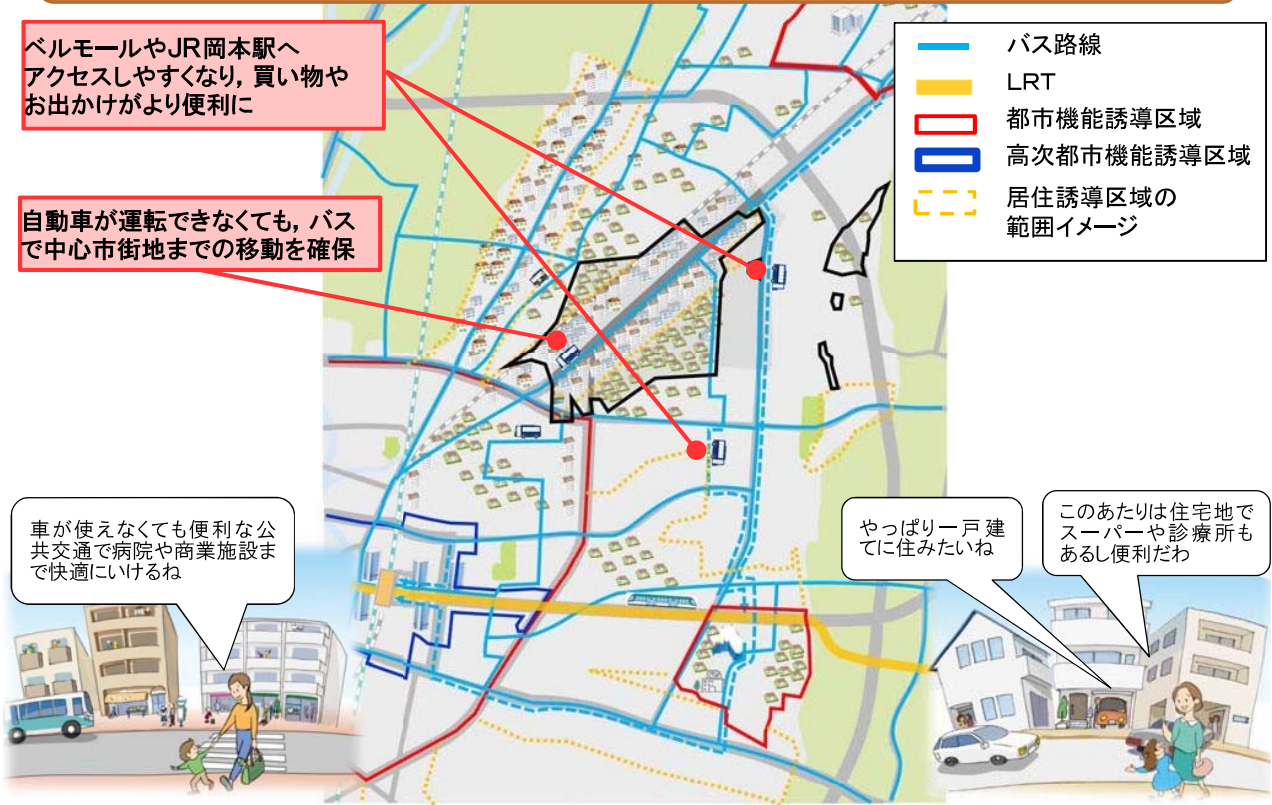 ベルモールやJR岡本駅へ
アクセスしやすくなり，買い物や
お出かけがより便利に
自動車が運転できなくても，バス
で中心市街地までの移動を確保
バス路線
LRT
都市機能誘導区域
高次都市機能誘導区域
居住誘導区域の
範囲イメージ
車が使えなくても便利な公
共交通で病院や商業施設ま
で快適にいけるね
やっぱり一戸建
てに住みたいね
このあたりは住宅地で
スーパーや診療所も
あるし便利だわ